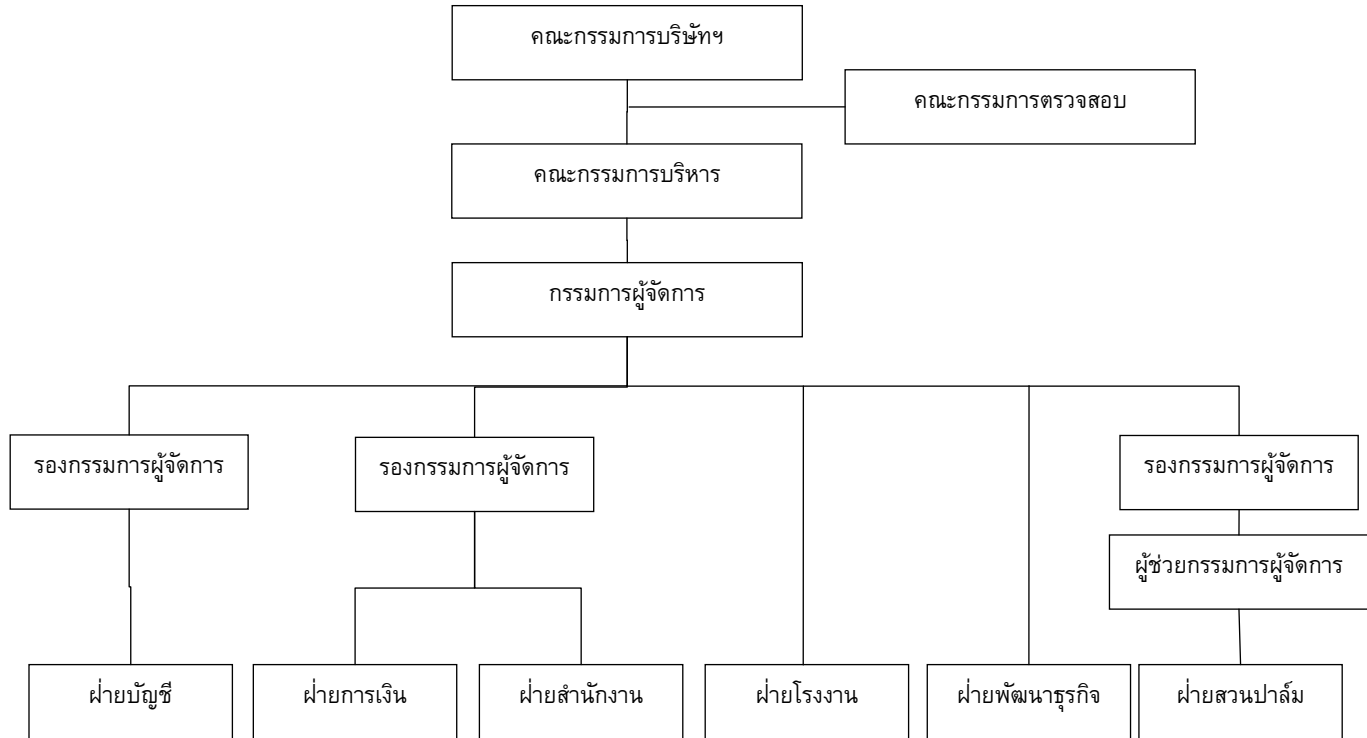 คณะกรรมการบริษัทฯ
คณะกรรมการตรวจสอบ
คณะกรรมการบริหาร
กรรมการผู้จัดการ
รองกรรมการผู้จัดการ
รองกรรมการผู้จัดการ
รองกรรมการผู้จัดการ
ผู้ช่วยกรรมการผู้จัดการ
ฝ่ายบัญชี
ฝ่ายการเงิน
ฝ่ายสำนักงาน
ฝ่ายโรงงาน
ฝ่ายพัฒนาธุรกิจ
ฝ่ายสวนปาล์ม